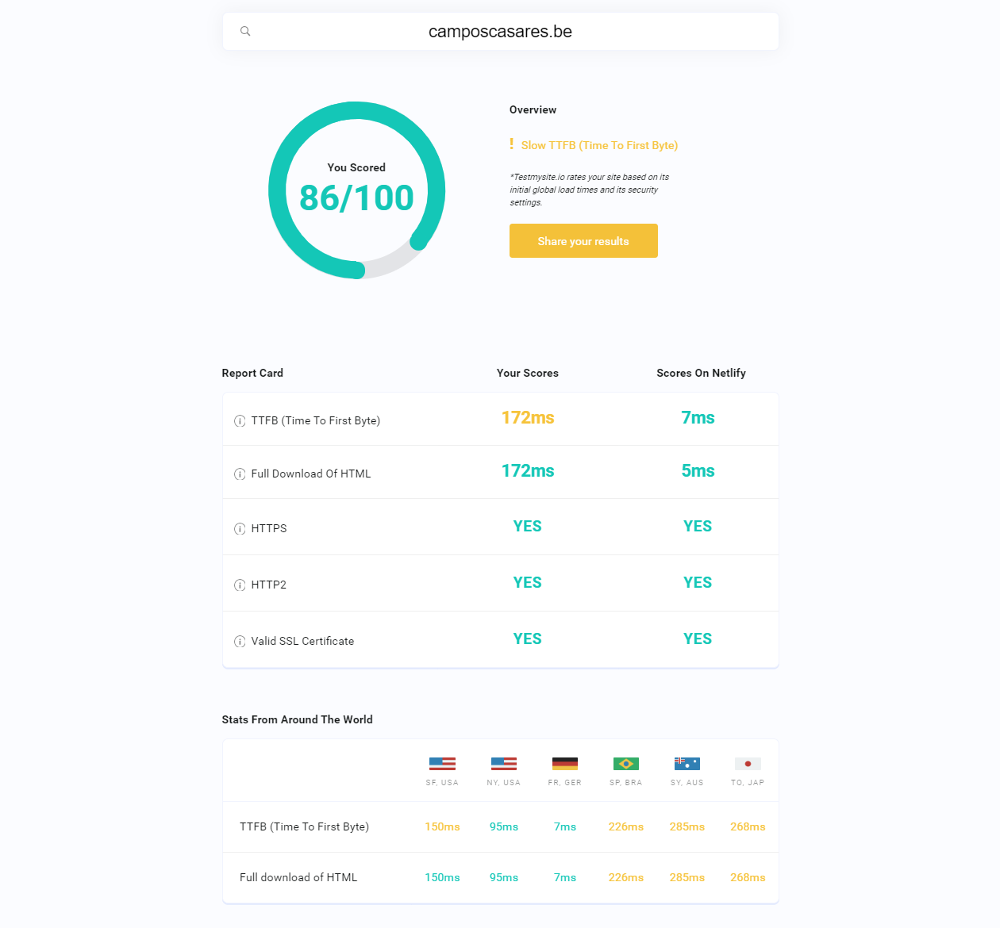 camposcasares.be
You Scored
86/100
Overview
! Slow TTFB (Time To First Byte)
*Testmysite.io rates your site based on its
initial global load times and its security
settings.
Share your results
Report Card Your Scores Scores On Netlify
TTFB (Time To First Byte) 172ms 7ms
Full Download Of HTML 172ms 5ms
HTTPS YES YES
HTTP2 YES YES
Valid SSL Certificate YES YES
Stats From Around The World
SF, USA NY, USA FR, GER SP, BRA SY, AUS TO, JAP
TTFB (Time To First Byte) 150ms 95ms 7ms 226ms 285ms 268ms
Full download of HTML 150ms 95ms 7ms 226ms 285ms 268ms